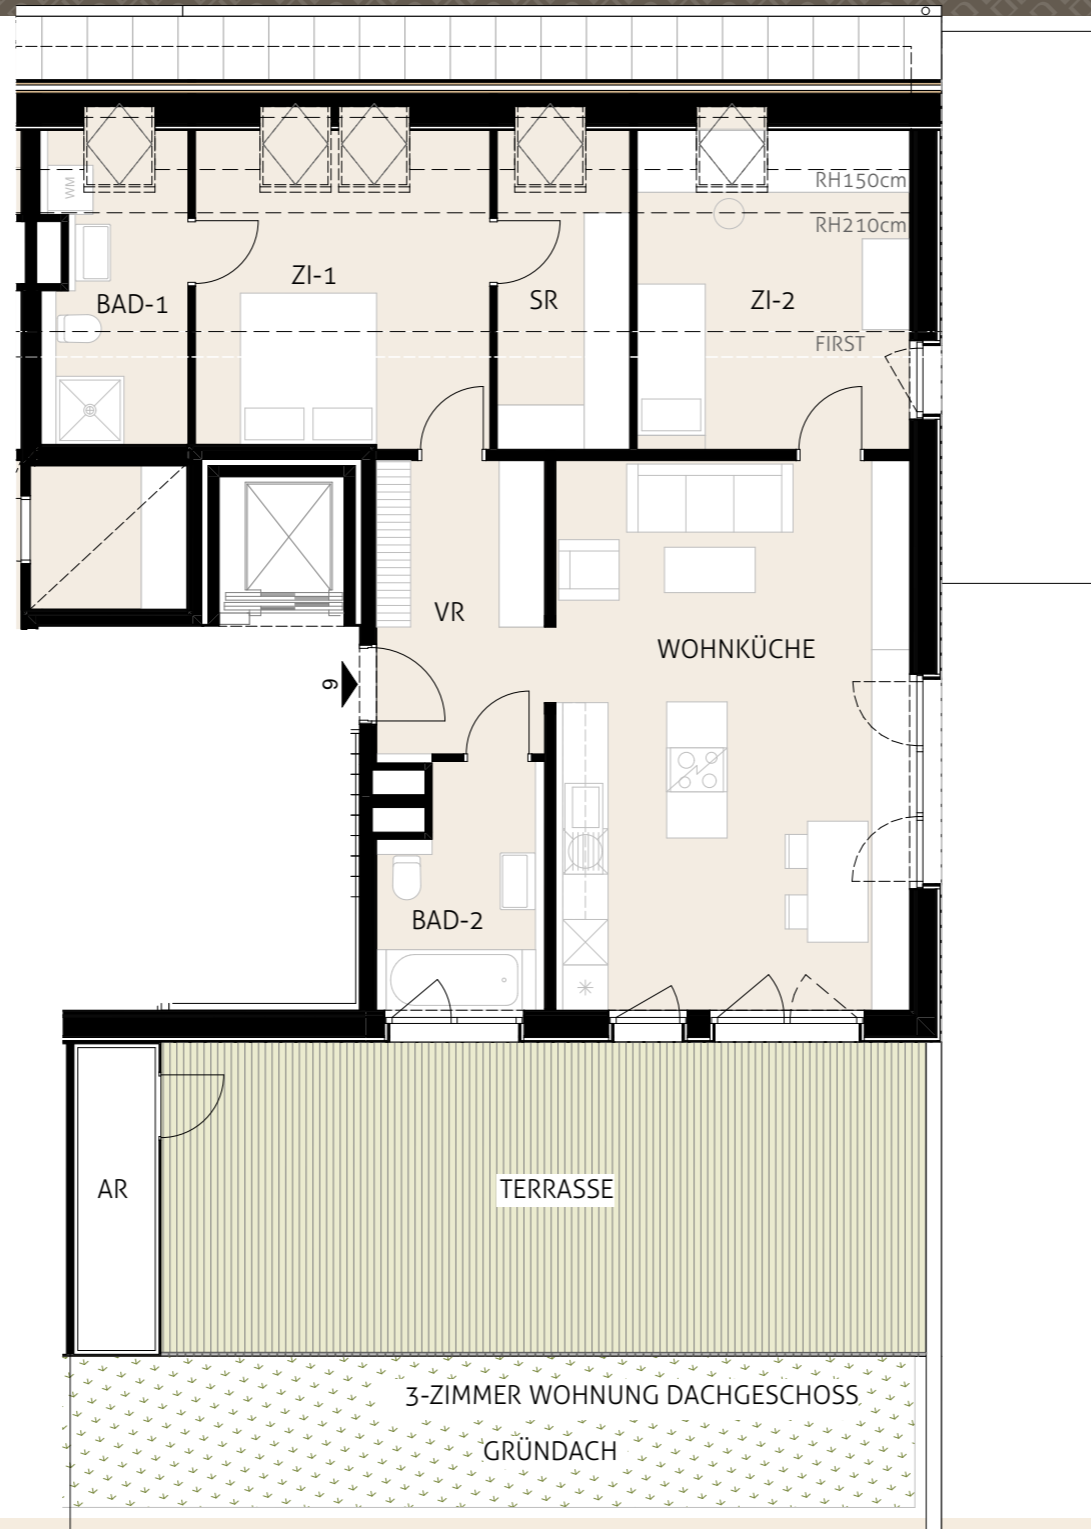 WM
RH150cm
RH210cm
ZI-1
BAD-1
SR
ZI-2
FIRST
VR
WOHNKÜCHE
9
BAD-2
AR
TERRASSE
3-ZIMMER WOHNUNG DACHGESCHOSS
GRÜNDACH